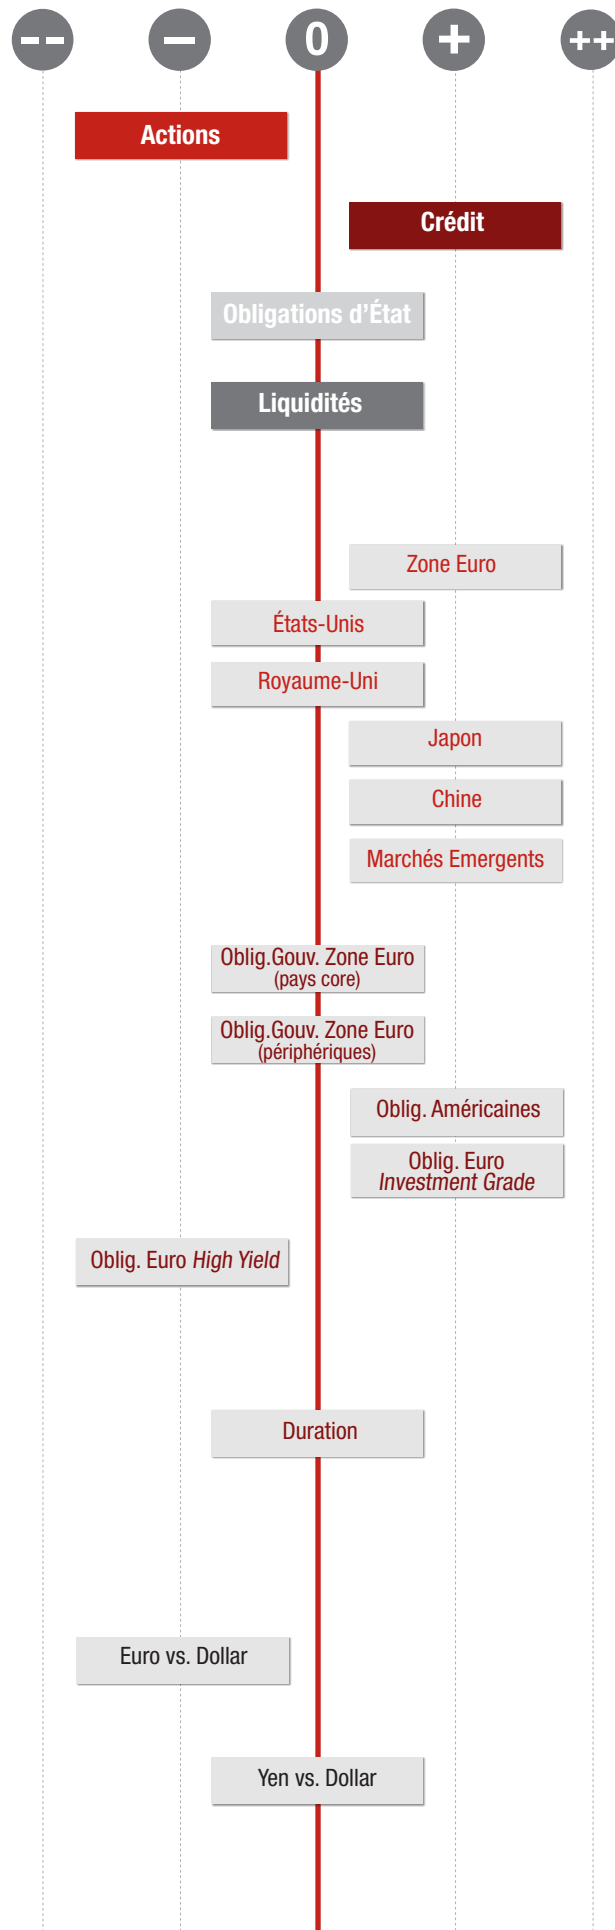 – – – 0 + ++
Actions
Crédit
Obligations d’État
Liquidités
Zone Euro
États-Unis
Royaume-Uni
Japon
Chine
Marchés Emergents
Oblig.Gouv. Zone Euro
(pays core)
Oblig.Gouv. Zone Euro
(périphériques)
Oblig. Américaines
Oblig. Euro
Investment Grade
Oblig. Euro High Yield
Duration
Euro vs. Dollar
Yen vs. Dollar